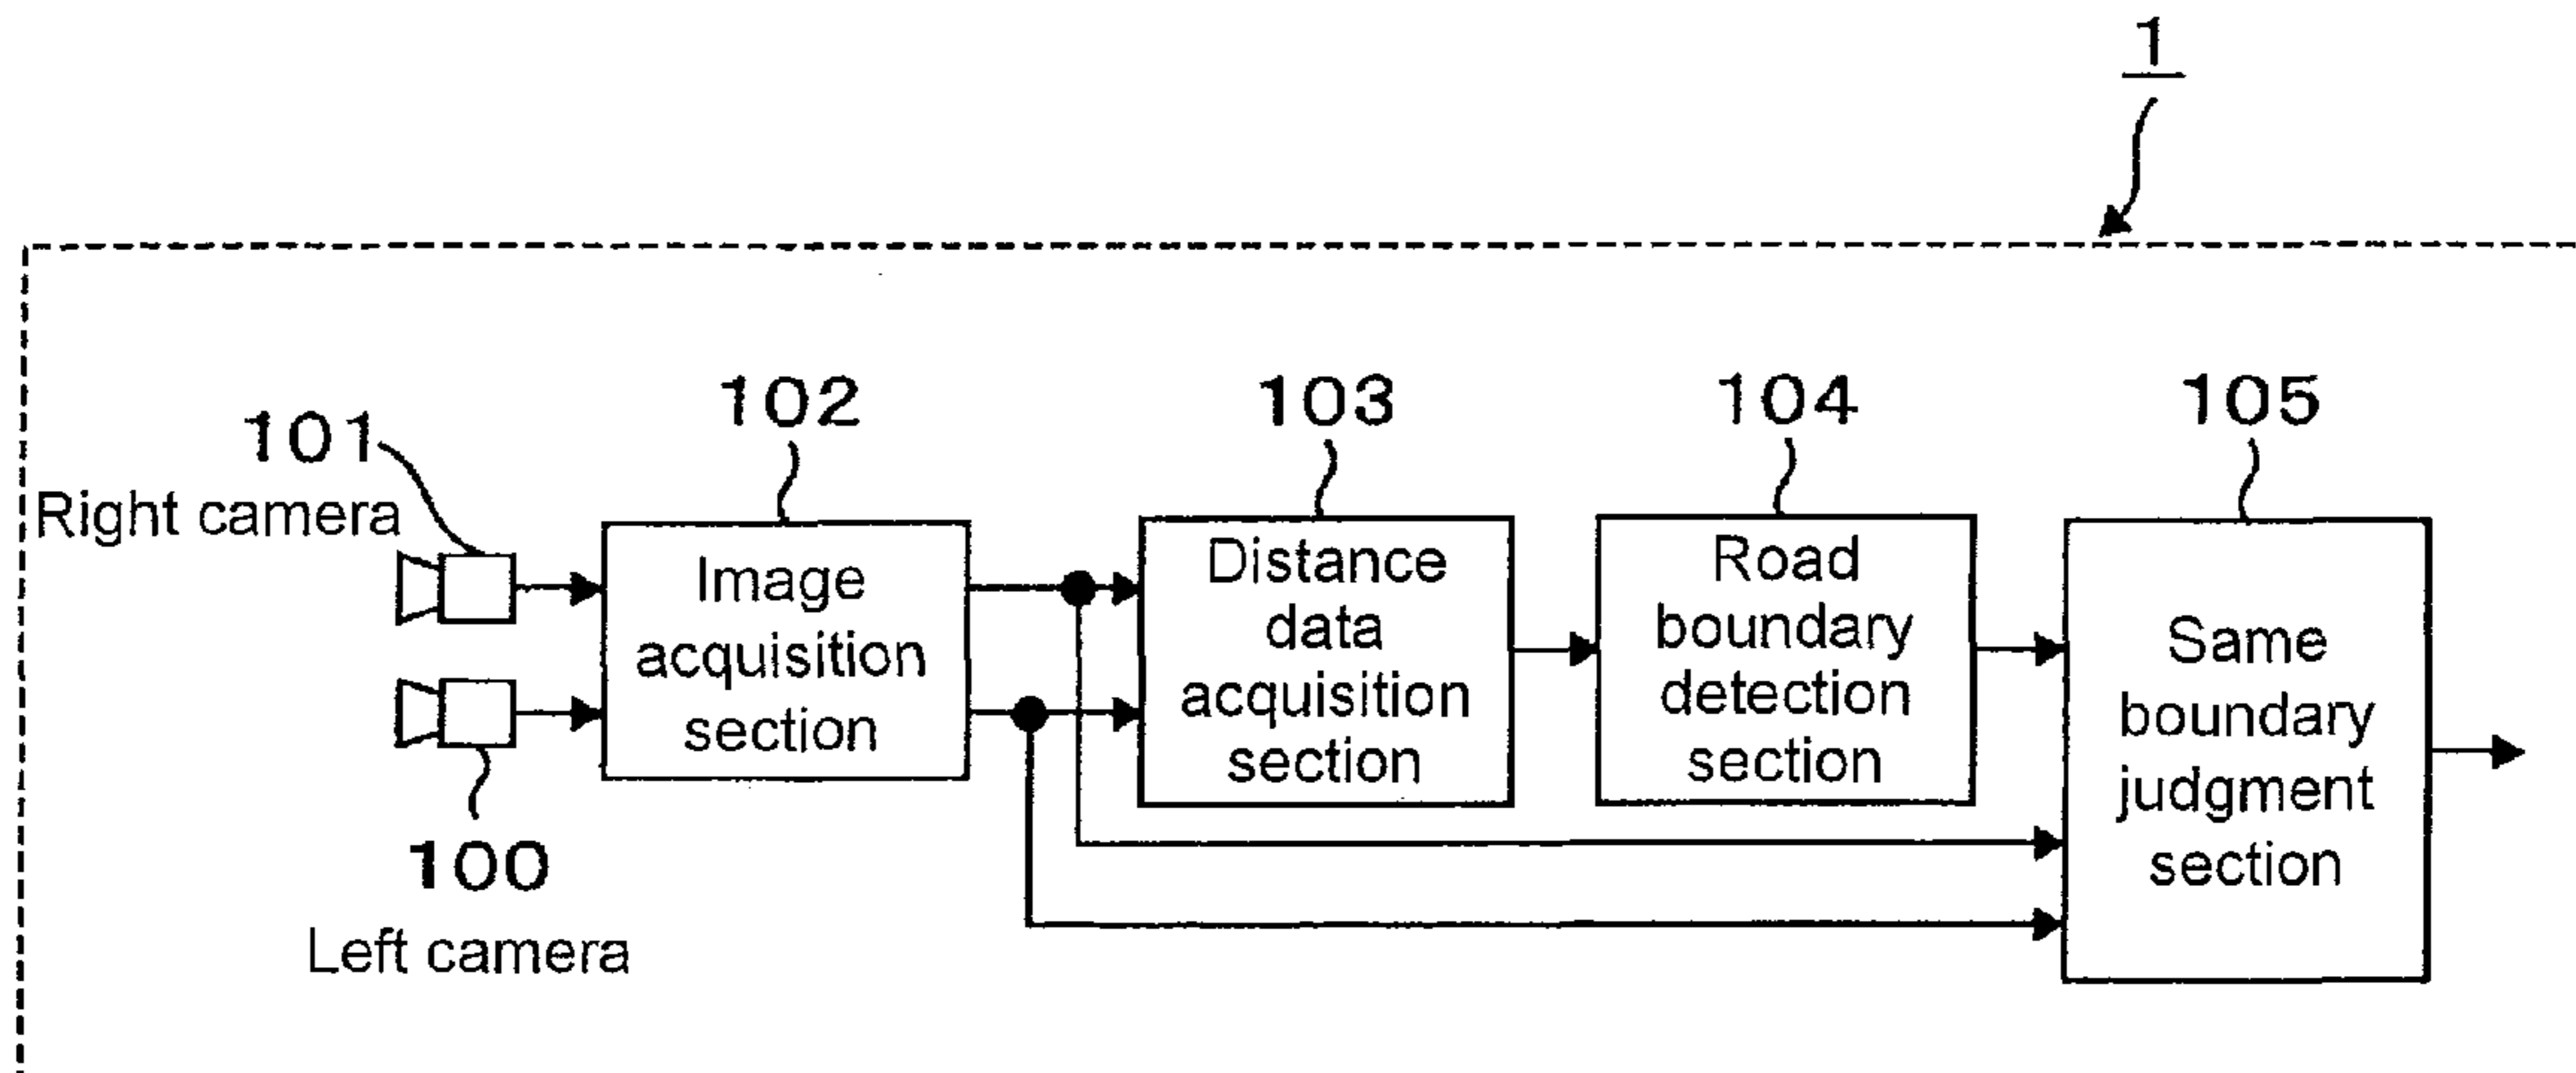 1
101
Right camera
102
Image
acquisition
section
103
Distance
data
acquisition
section
104
Road
boundary
detection
section
105
Same
boundary
judgment
section
100
Left camera